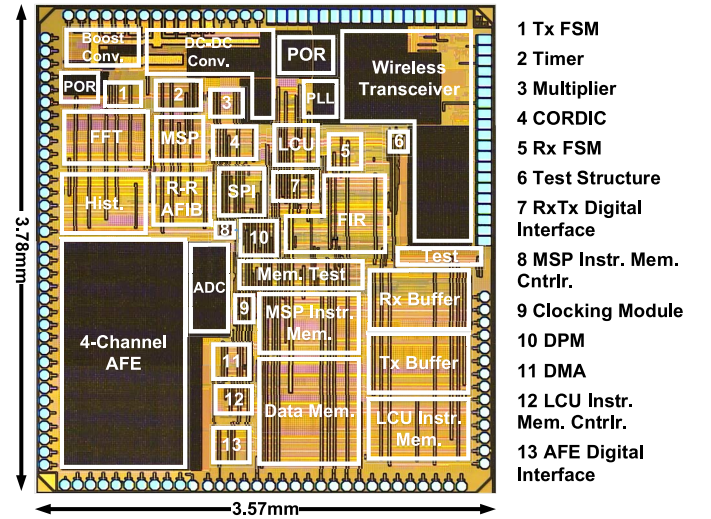 Boost
Conv.
DC-DC
Conv.
POR
Wireless
Transceiver
POR
1
2
3
PLL
FFT
MSP
4
LCU
5
6
Hist.
R-R
AFIB
SPI
7
FIR
8
10
Test
ADC
Mem. Test
Rx Buffer
9
MSP Instr.
Mem.
4-Channel
AFE
11
Tx Buffer
12
Data Mem.
LCU Instr.
Mem.
13
3.78mm
3.57mm
1 Tx FSM
2 Timer
3 Multiplier
4 CORDIC
5 Rx FSM
6 Test Structure
7 RxTx Digital
Interface
8 MSP Instr. Mem.
Cntrlr.
9 Clocking Module
10 DPM
11 DMA
12 LCU Instr.
Mem. Cntrlr.
13 AFE Digital
Interface